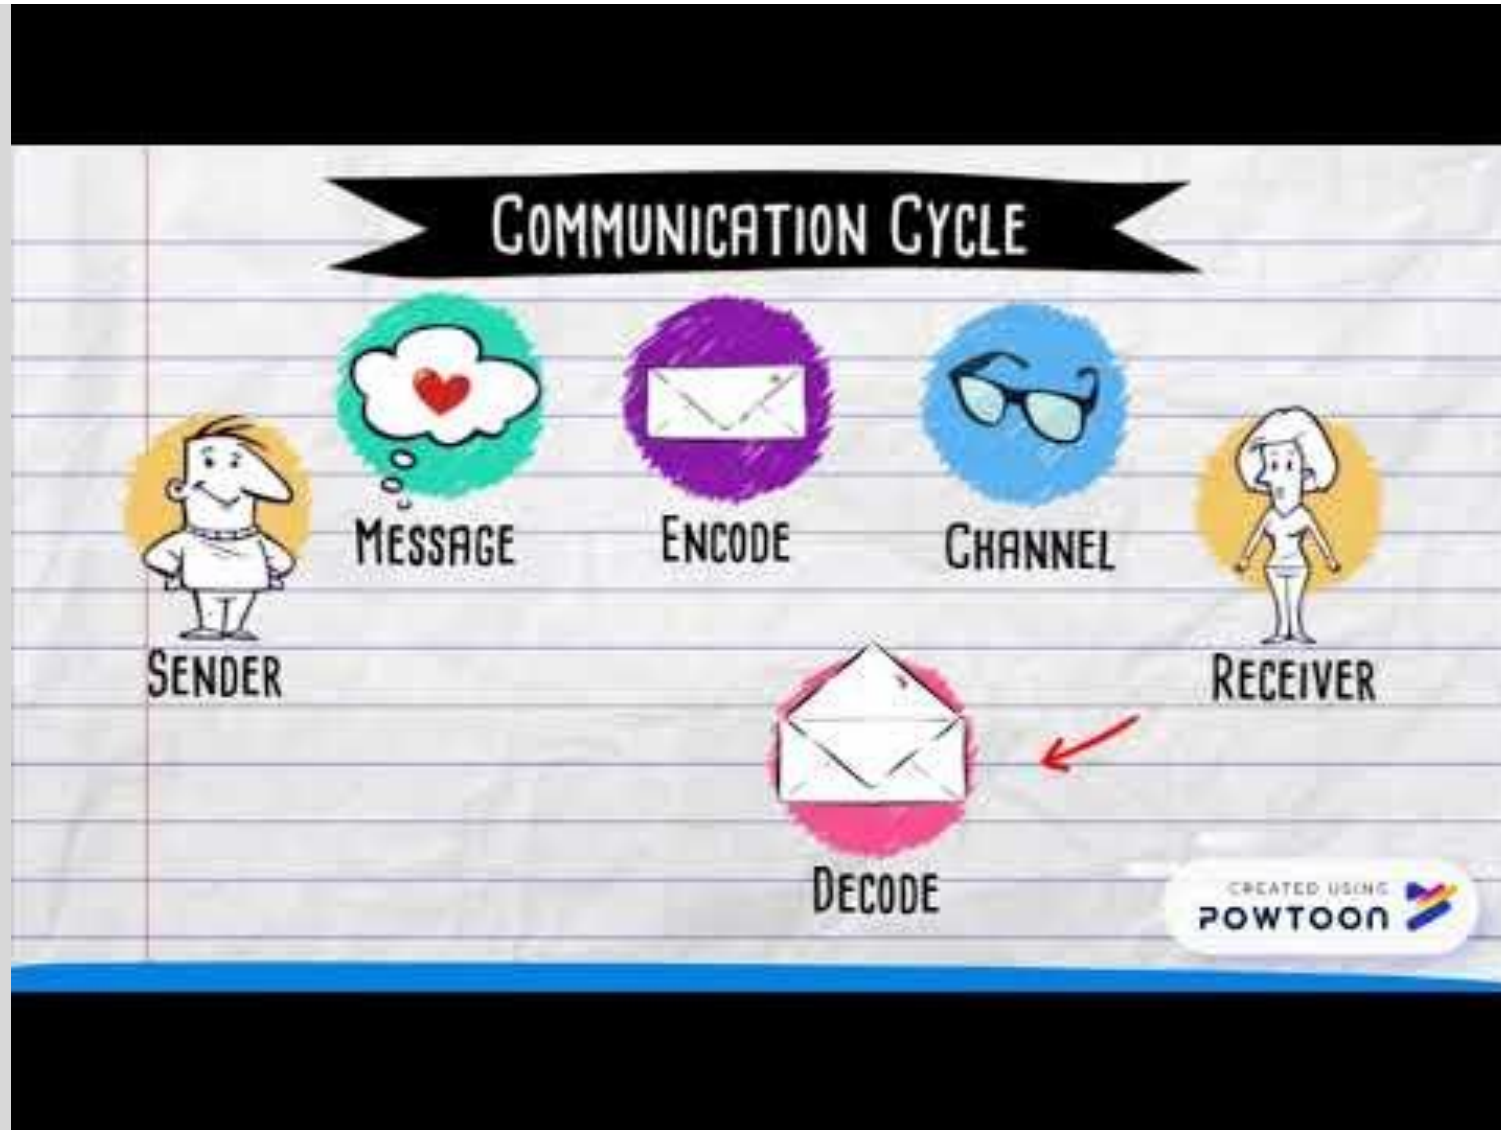 COMMUNICATION CYCLE
MESSAGE
ENCODE
CHANNEL
SENDER
RECEIVER
DECODE
CREATED USING
POWTOON